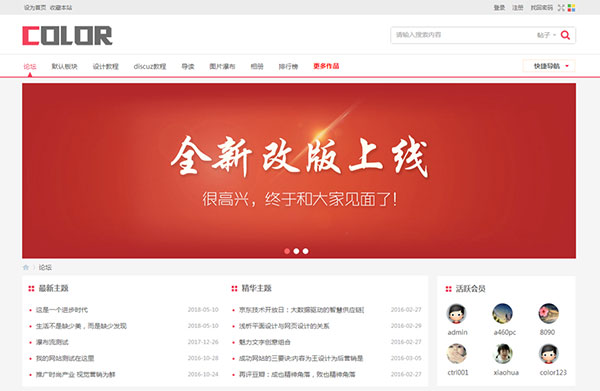 设为首页 收藏本站 登录 注册 找回密码
COLOR 请输入搜索内容 帖子
论坛 默认板块 设计教程 discuz教程 导读 图片瀑布 相册 排行榜 更多作品 快捷导航
全新改版上线
很高兴，终于和大家见面了！
论坛
最新主题
这是一个进步时代 2018-05-10
生活不是缺少美，而是缺少发现 2018-05-10
瀑布流测试 2017-12-26
我的网站测试在这里 2016-10-28
推广时尚产业 视觉营销为鲜 2016-10-24
精华主题
京东技术开放日：大数据驱动的智慧供应链[ 2016-02-27
浅析平面设计与网页设计的关系 2016-02-29
魅力文字创意组合 2016-02-27
成功网站的三要诀:内容为王设计为后营销是 2016-03-05
再评豆瓣：成也精神角落，败也精神角落 2016-02-27
活跃会员
admin a460pc 8090
ctrl001 xiaohua color123